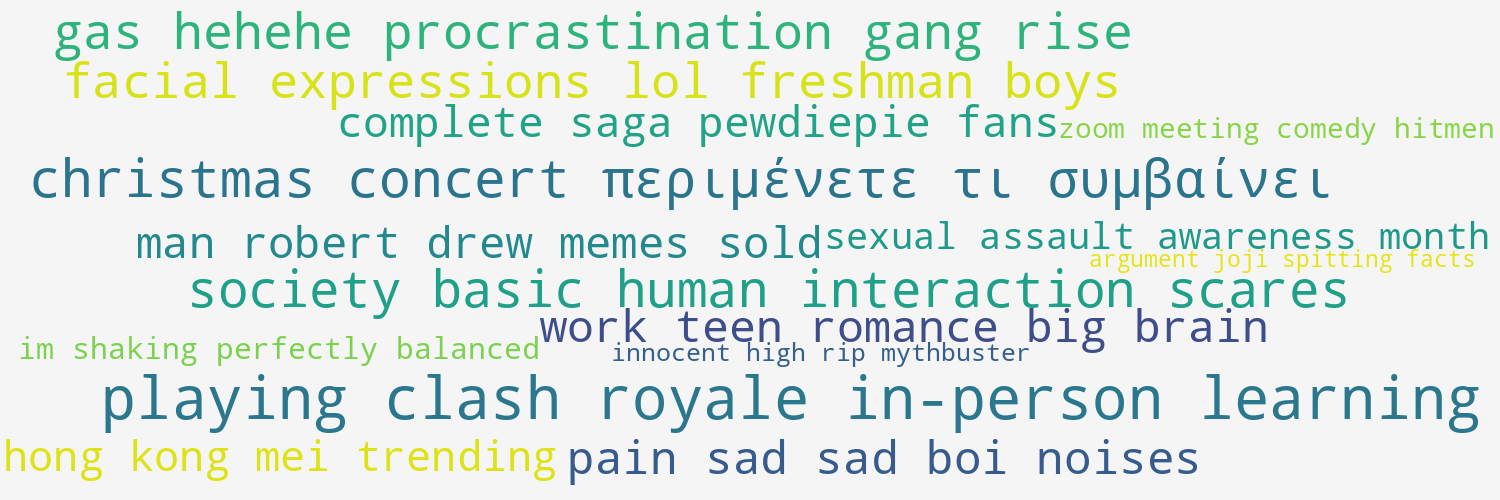 gas hehehe procrastination gang rise
facial expressions lol freshman boys
complete saga pewdiepie fans
zoom meeting comedy hitmen
christmas concert περιμένετε τι συμβαίνει
man robert drew memes sold
sexual assault awareness month
argument joji spitting facts
society basic human interaction scares
work teen romance big brain
im shaking perfectly balanced
innocent high rip mythbuster
playing clash royale in-person learning
hong kong mei trending
pain sad sad boi noises